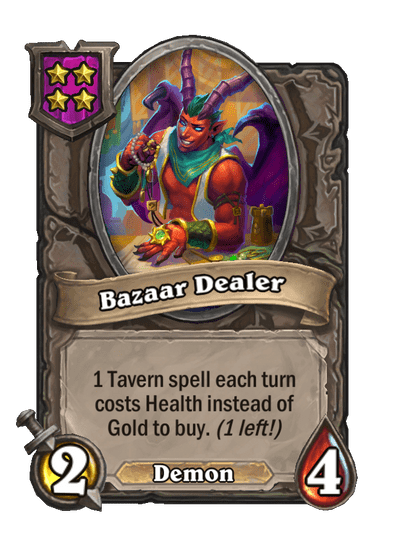 Bazaar Dealer
1 Tavern spell each turn
costs Health instead of
Gold to buy. (1 left!)
2
Demon
4